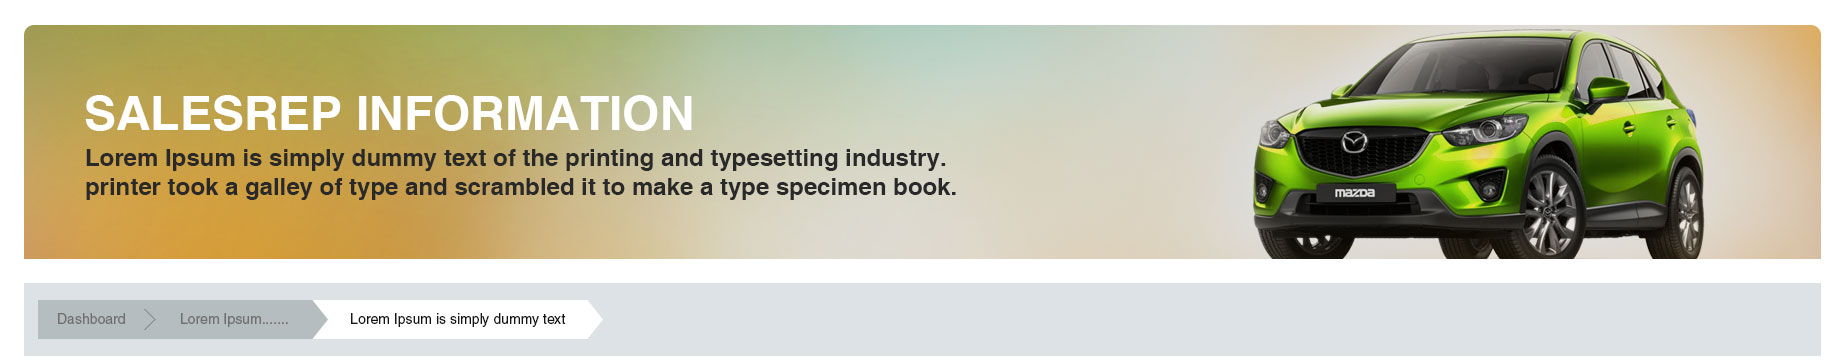 SALESREP INFORMATION
Lorem Ipsum is simply dummy text of the printing and typesetting industry.
printer took a galley of type and scrambled it to make a type specimen book.
mazda
Dashboard
Lorem Ipsum.......
Lorem Ipsum is simply dummy text